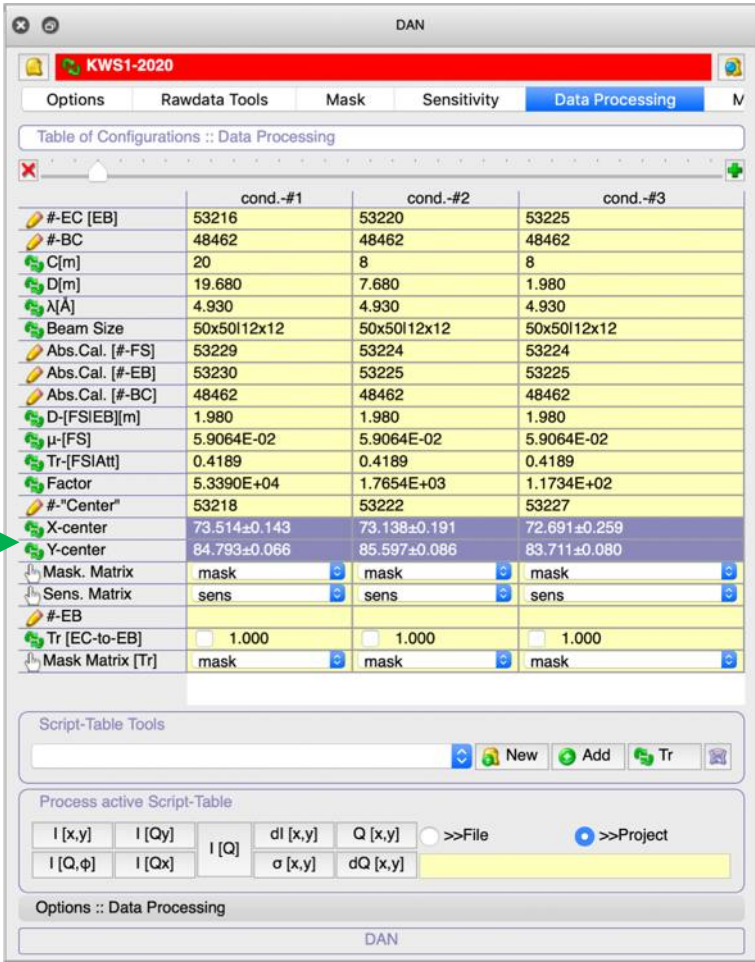 DAN
KWS1-2020
Options Rawdata Tools Mask Sensitivity Data Processing M
Table of Configurations :: Data Processing
cond.-#1 cond.-#2 cond.-#3
#-EC [EB] 53216 53220 53225
#-BC 48462 48462 48462
C[m] 20 8 8
D[m] 19.680 7.680 1.980
λ[Å] 4.930 4.930 4.930
Beam Size 50x50|12x12 50x50|12x12 50x50|12x12
Abs.Cal. [#-FS] 53229 53224 53224
Abs.Cal. [#-EB] 53230 53225 53225
Abs.Cal. [#-BC] 48462 48462 48462
D-[FS|EB][m] 1.980 1.980 1.980
μ-[FS] 5.9064E-02 5.9064E-02 5.9064E-02
Tr-[FS|Att] 0.4189 0.4189 0.4189
Factor 5.3390E+04 1.7654E+03 1.1734E+02
#-"Center" 53218 53222 53227
X-center 73.514±0.143 73.138±0.191 72.691±0.259
Y-center 84.793±0.066 85.597±0.086 83.711±0.080
Mask. Matrix mask mask mask
Sens. Matrix sens sens sens
#-EB
Tr [EC-to-EB] 1.000 1.000 1.000
Mask Matrix [Tr] mask mask mask
Script-Table Tools
New Add Tr
Process active Script-Table
I [x,y] I [Qy] I [Q] dI [x,y] Q [x,y] >>File >>Project
I [Q,φ] I [Qx] σ [x,y] dQ [x,y]
Options :: Data Processing
DAN